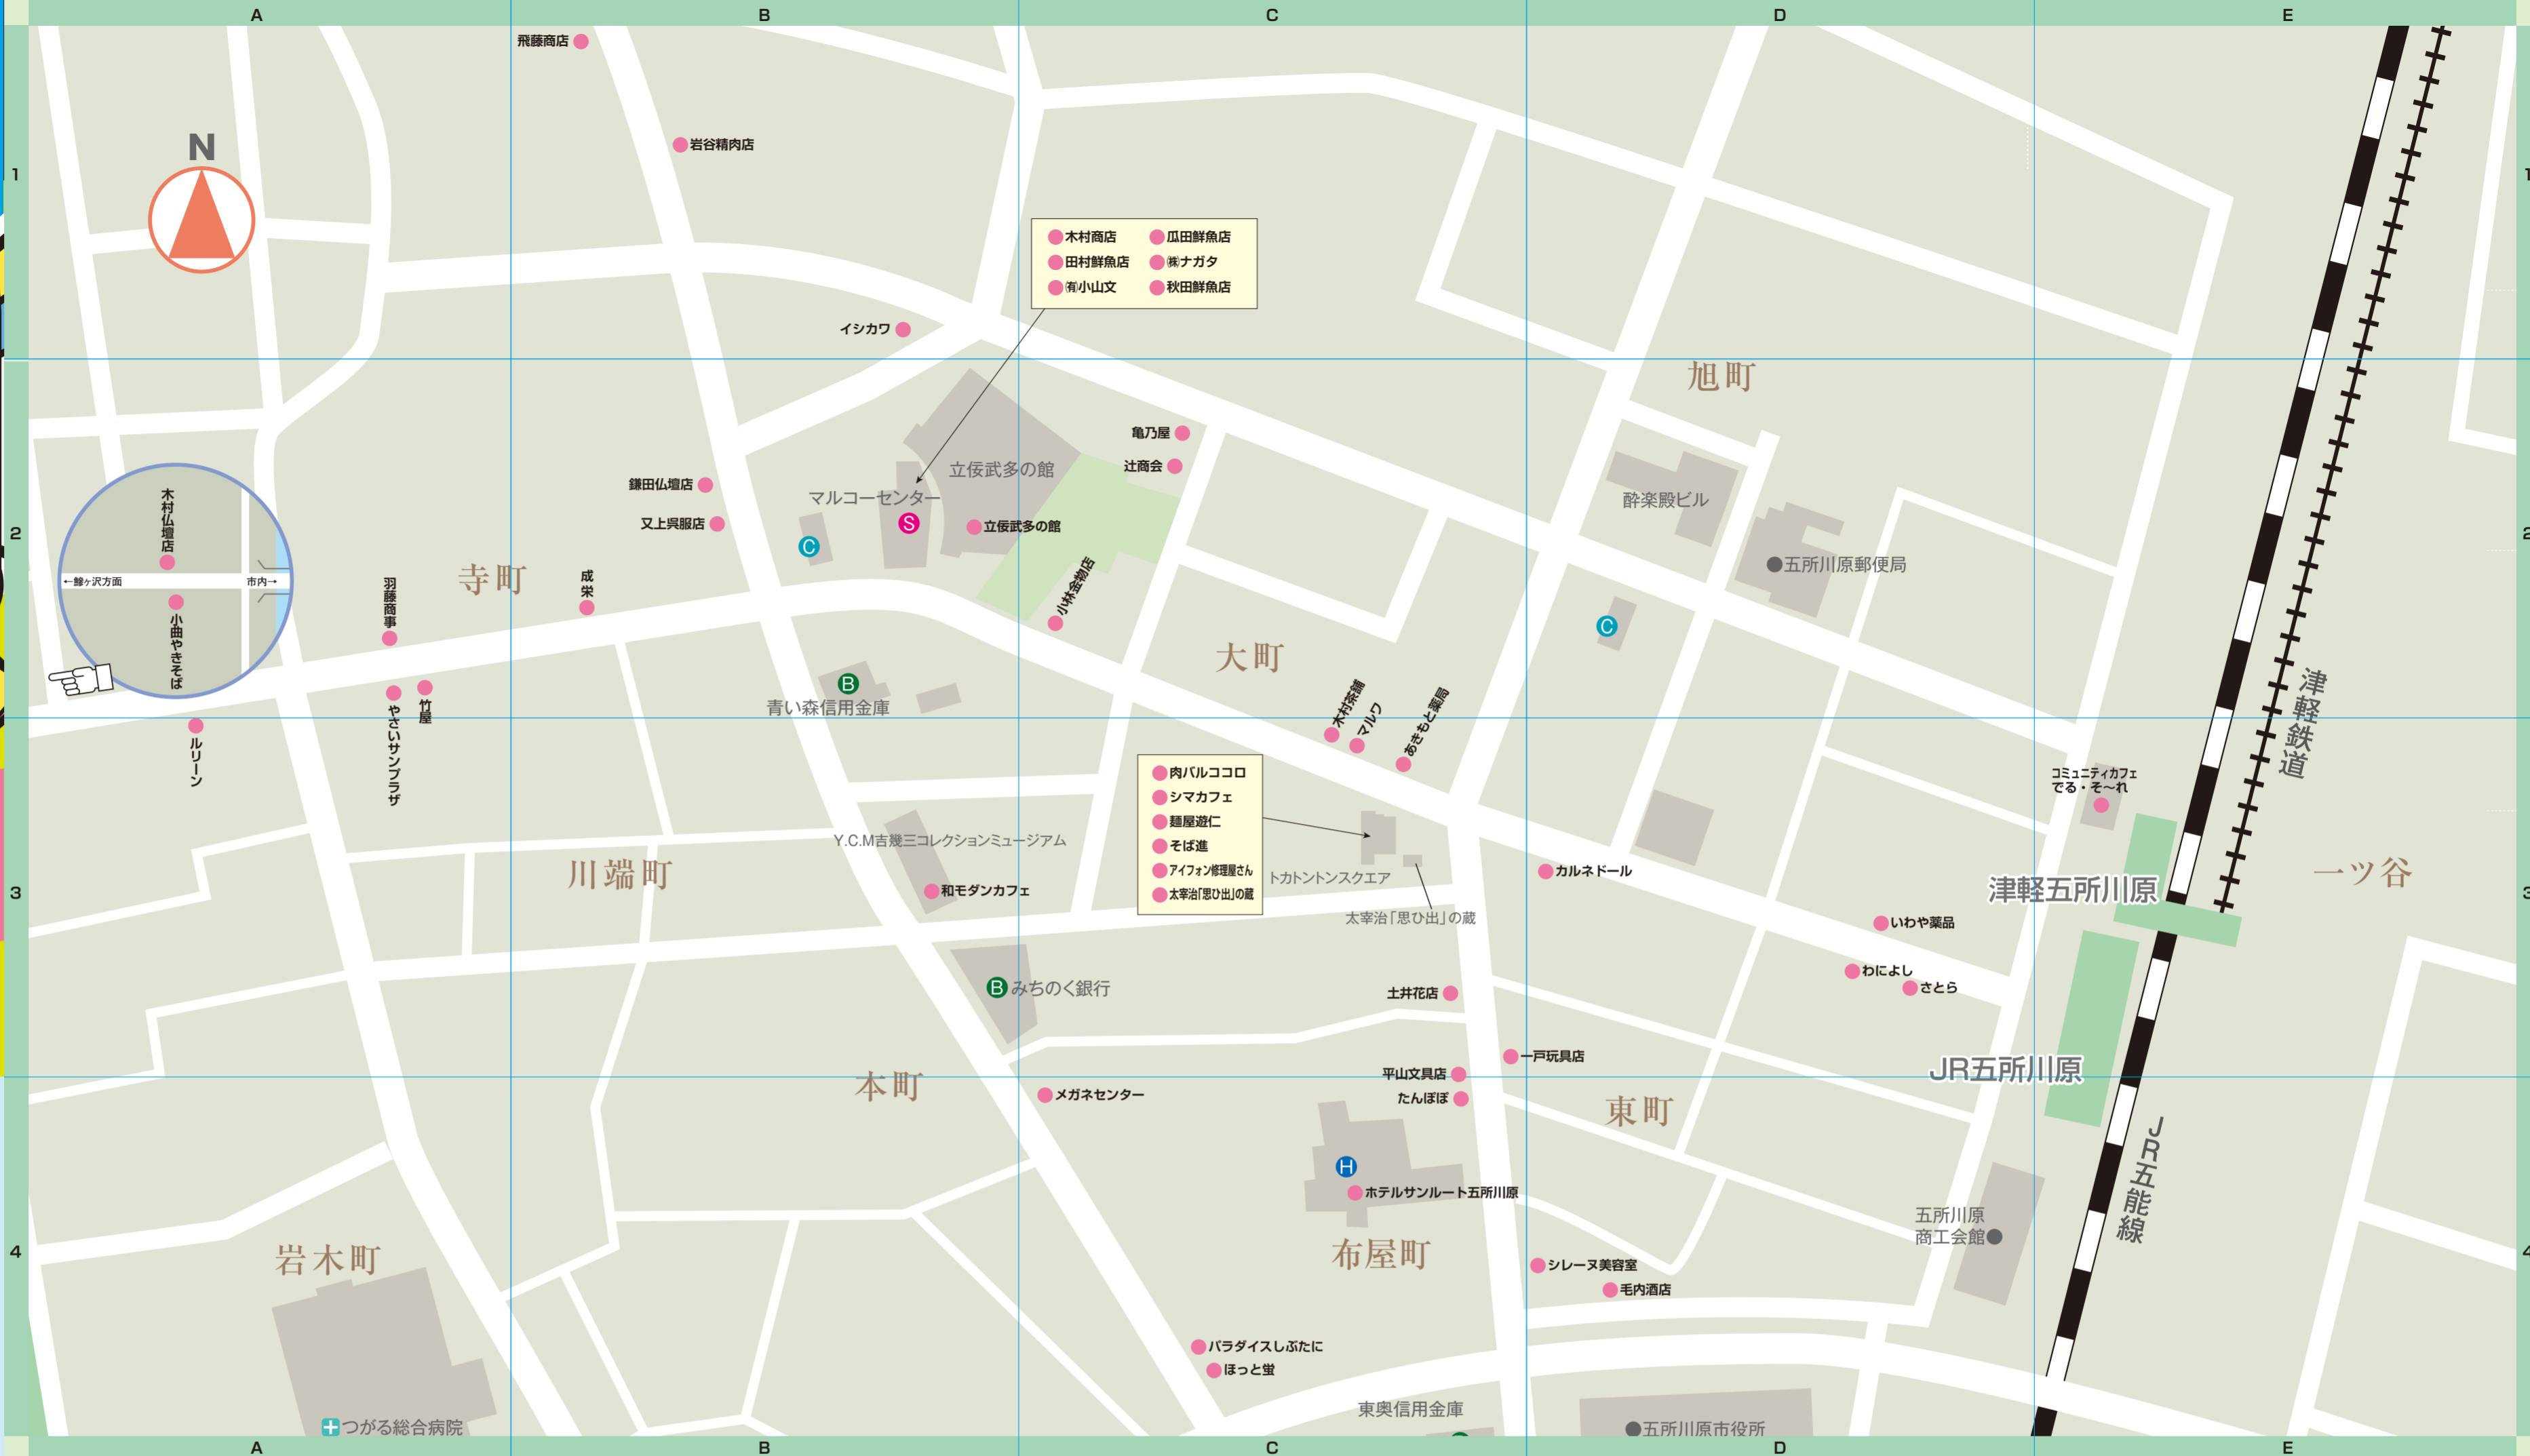 A
B
C
D
E
1
1
2
2
3
3
4
4
N
飛藤商店
岩谷精肉店
木村商店
瓜田鮮魚店
田村鮮魚店
㈱ナガタ
㈲小山文
秋田鮮魚店
イシカワ
旭町
亀乃屋
辻商会
立佞武多の館
マルコーセンター
鎌田仏壇店
又上呉服店
C
S
立佞武多の館
酔楽殿ビル
五所川原郵便局
C
木村仏壇店
←鰺ヶ沢方面
市内→
小曲やきそば
羽藤商事
寺町
成栄
小林金物店
大町
B
青い森信用金庫
竹屋
やさいサンプラザ
ルリーン
木村茶舗
マルワ
あきもと薬局
津軽鉄道
コミュニティカフェ
でる・そ〜れ
肉バルココロ
シマカフェ
麺屋遊仁
そば進
アイフォン修理屋さん
太宰治「思ひ出」の蔵
トカトントンスクエア
太宰治「思ひ出」の蔵
Y.C.M吉幾三コレクションミュージアム
和モダンカフェ
川端町
カルネドール
津軽五所川原
一ツ谷
いわや薬品
わによし
さとら
B
みちのく銀行
土井花店
一戸玩具店
平山文具店
たんぽぽ
JR五所川原
本町
メガネセンター
東町
JR五能線
H
ホテルサンルート五所川原
五所川原
商工会館
布屋町
岩木町
シレーヌ美容室
毛内酒店
パラダイスしぶたに
ほっと蛍
東奥信用金庫
つがる総合病院
五所川原市役所
A
B
C
D
E